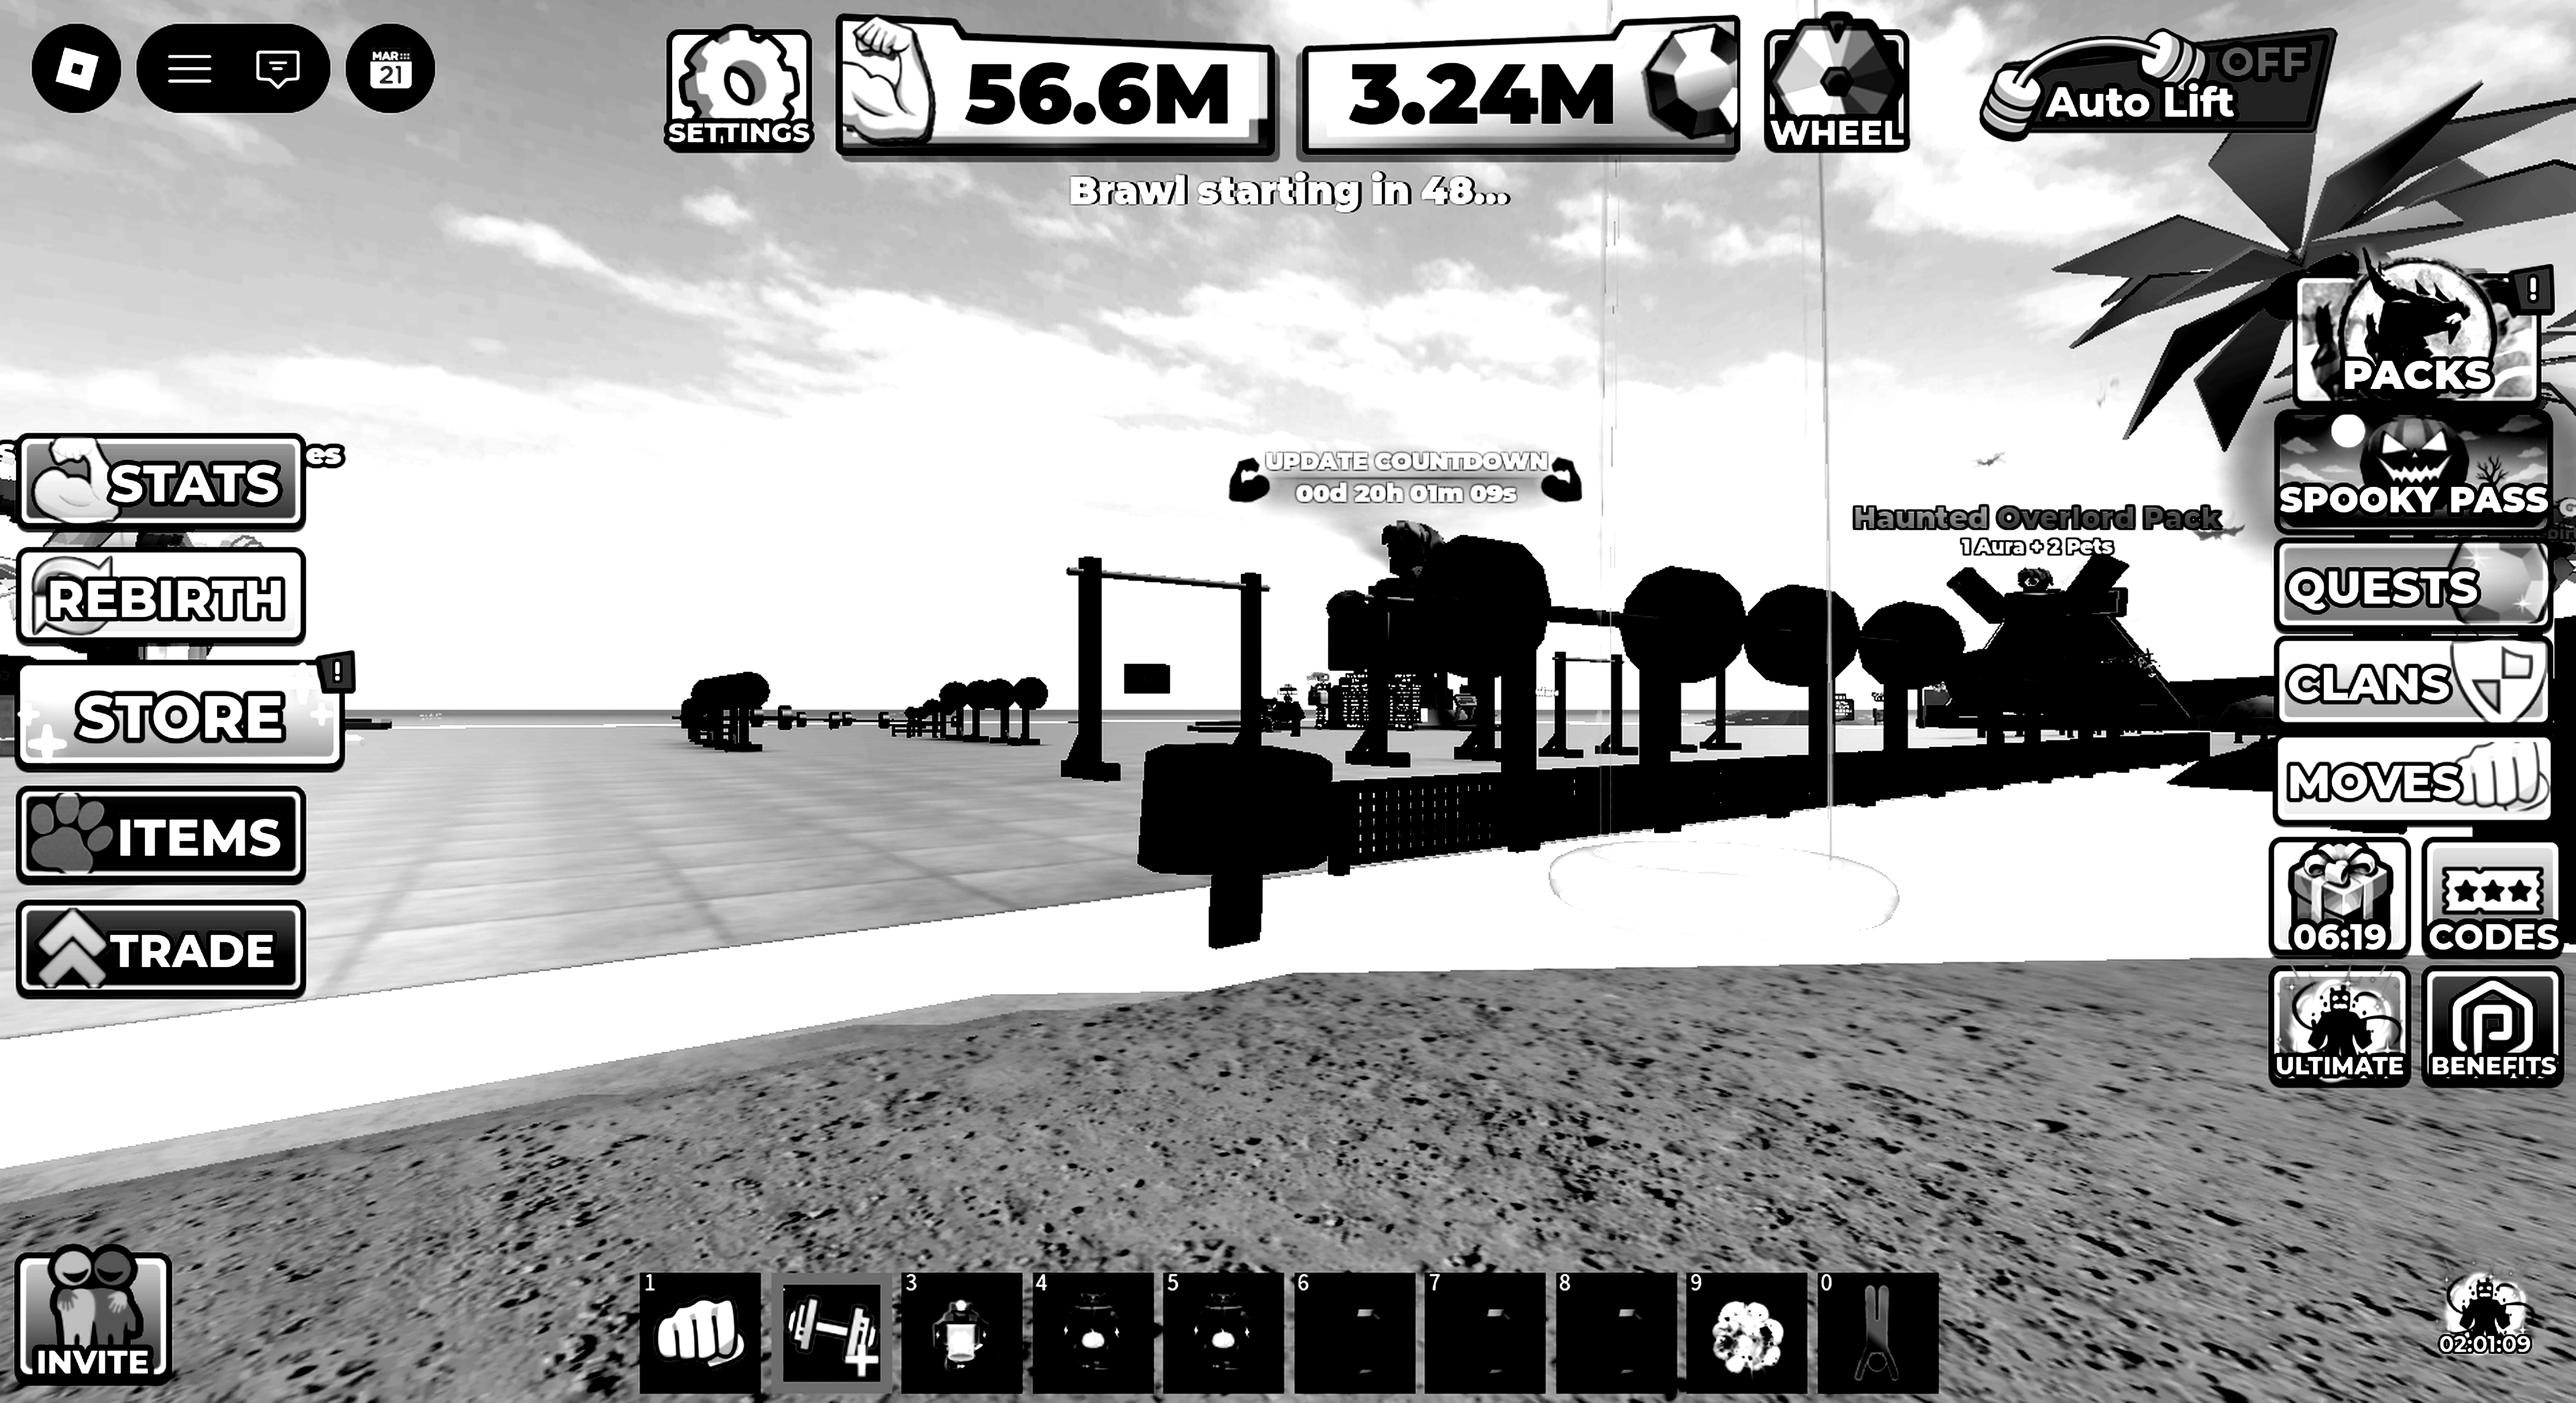 MAR
21
SETTINGS
56.6M
3.24M
WHEEL
OFF
Auto Lift
Brawl starting in 48...
PACKS
!
es
STATS
UPDATE COUNTDOWN
00d 20h 01m 09s
SPOOKY PASS
Haunted Overlord Pack
1 Aura + 2 Pets
REBIRTH
QUESTS
!
STORE
CLANS
MOVES
ITEMS
06:19
CODES
TRADE
ULTIMATE
BENEFITS
INVITE
1
3
4
5
6
7
8
9
0
02:01:09